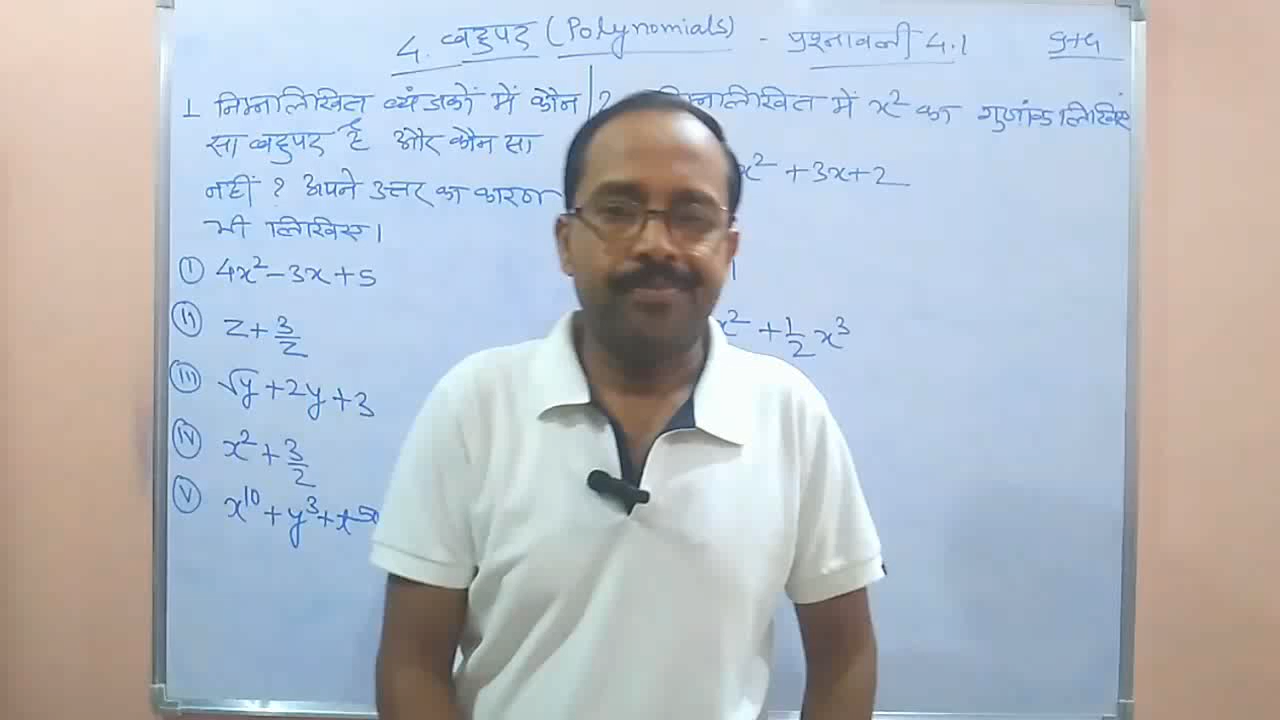 4. बहुपद (Polynomials) - प्रश्नावली 4.1
1 निम्नलिखित व्यंजकों में कौन
सा बहुपद है और कौन सा
नहीं ? अपने उत्तर का कारण
भी लिखिए।
(i) 4x² - 3x + 5
(ii) z + 3/z
(iii) √y + 2y + 3
(iv) x² + 3/2
(v) x¹⁰ + y³ +
2. में x² का गुणांक लिखिए
x² + 3x + 2
x² + 1/2 x³